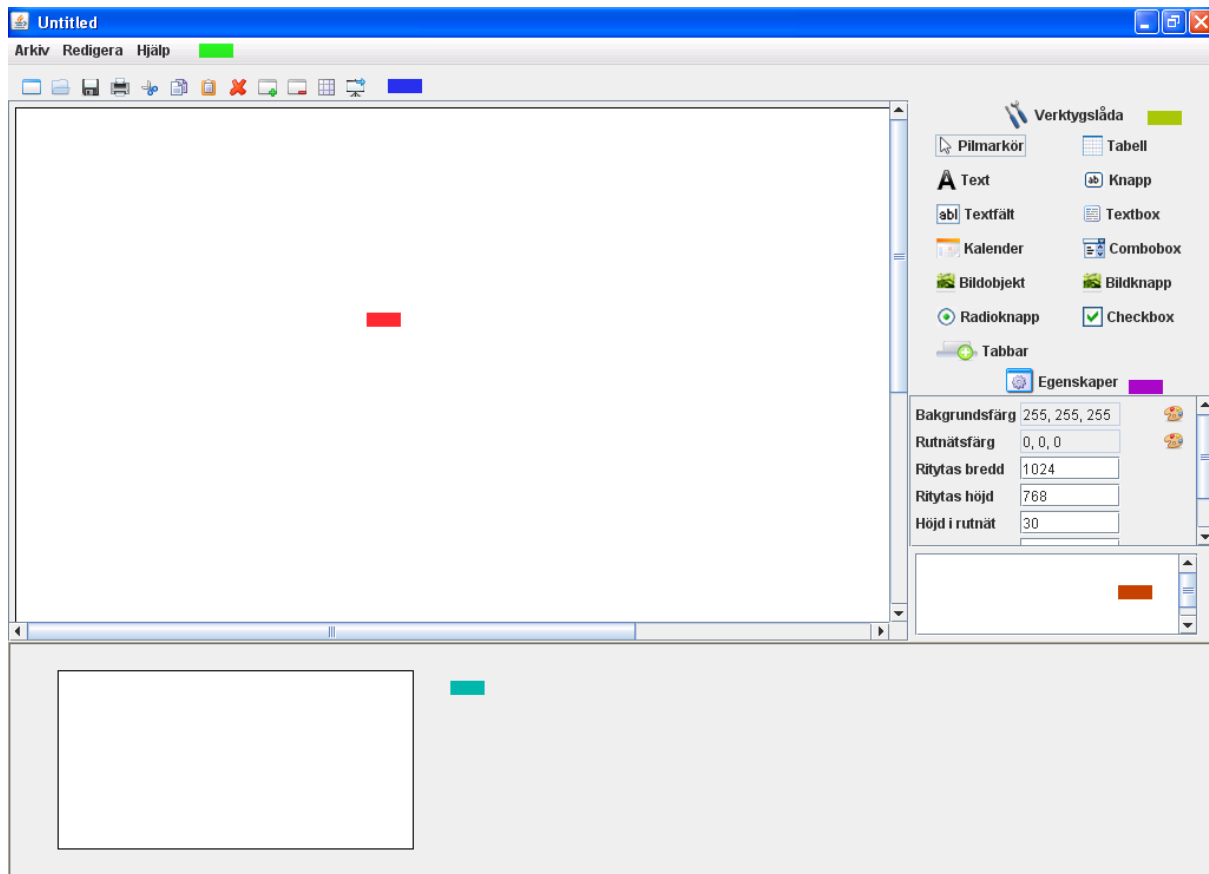 Untitled
Arkiv Redigera Hjälp
Verktygslåda
Pilmarkör Tabell
Text Knapp
Textfält Textbox
Kalender Combobox
Bildobjekt Bildknapp
Radioknapp Checkbox
Tabbar
Egenskaper
Bakgrundsfärg 255, 255, 255
Rutnätsfärg 0, 0, 0
Ritytas bredd 1024
Ritytas höjd 768
Höjd i rutnät 30